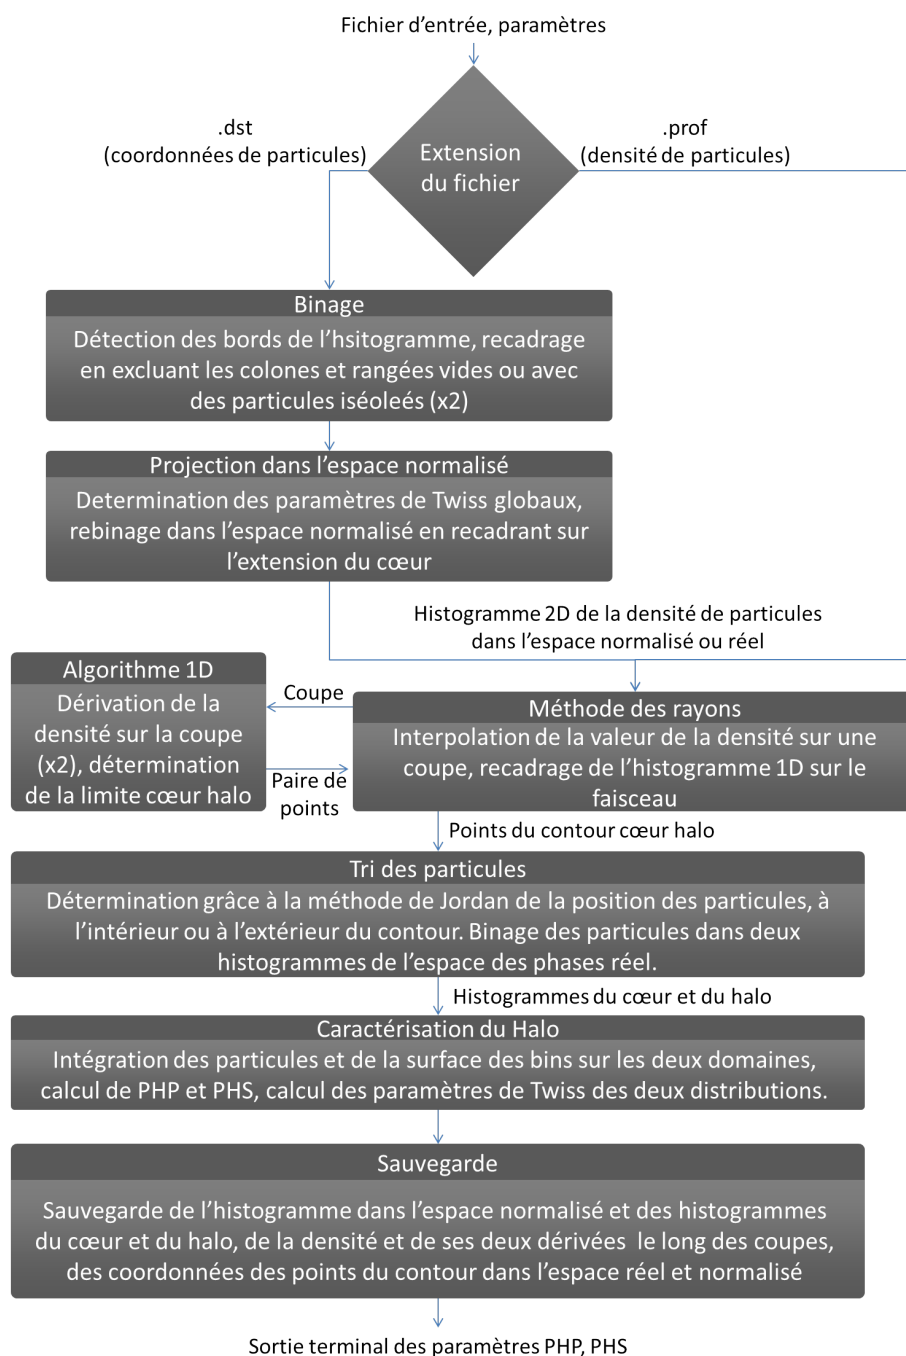 Fichier d'entrée, paramètres
.dst
(coordonnées de particules)
Extension
du fichier
.prof
(densité de particules)
Binage
Détection des bords de l'hsitogramme, recadrage
en excluant les colones et rangées vides ou avec
des particules iséoleés (x2)
Projection dans l'espace normalisé
Determination des paramètres de Twiss globaux,
rebinage dans l'espace normalisé en recadrant sur
l'extension du cœur
Histogramme 2D de la densité de particules
dans l'espace normalisé ou réel
Algorithme 1D
Dérivation de la
densité sur la coupe
(x2), détermination
de la limite cœur halo
Coupe
Paire de
points
Méthode des rayons
Interpolation de la valeur de la densité sur une
coupe, recadrage de l'histogramme 1D sur le
faisceau
Points du contour cœur halo
Tri des particules
Détermination grâce à la méthode de Jordan de la position des particules, à
l'intérieur ou à l'extérieur du contour. Binage des particules dans deux
histogrammes de l'espace des phases réel.
Histogrammes du cœur et du halo
Caractérisation du Halo
Intégration des particules et de la surface des bins sur les deux domaines,
calcul de PHP et PHS, calcul des paramètres de Twiss des deux distributions.
Sauvegarde
Sauvegarde de l'histogramme dans l'espace normalisé et des histogrammes
du cœur et du halo, de la densité et de ses deux dérivées le long des coupes,
des coordonnées des points du contour dans l'espace réel et normalisé
Sortie terminal des paramètres PHP, PHS